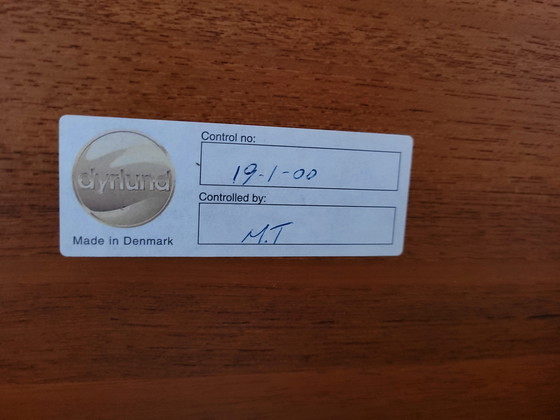 dyrlund
Made in Denmark
Control no:
19-1-00
Controlled by:
M.T